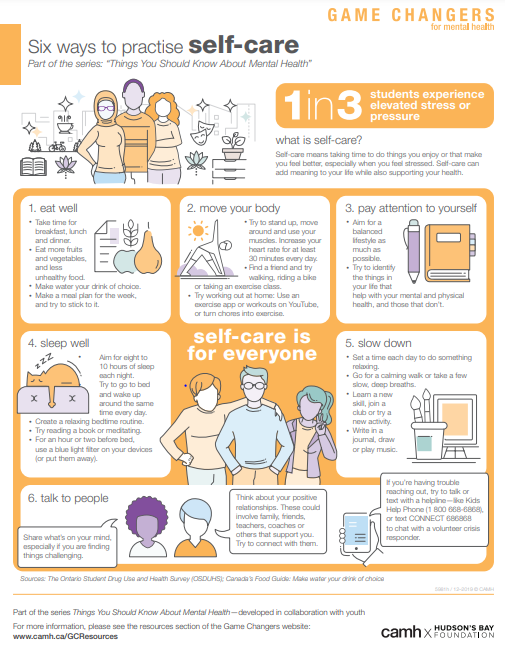 GAME CHANGERS
for mental health
Six ways to practise self-care
Part of the series: "Things You Should Know About Mental Health"
1in3
students experience
elevated stress or
pressure
what is self-care?
Self-care means taking time to do things you enjoy or that make
you feel better, especially when you feel stressed. Self-care can
add meaning to your life while also supporting your health.
1. eat well
• Take time for
breakfast, lunch
and dinner.
• Eat more fruits
and vegetables,
and less
unhealthy food.
• Make water your drink of choice.
• Make a meal plan for the week,
and try to stick to it.
2. move your body
• Try to stand up, move
around and use your
muscles. Increase your
heart rate for at least
30 minutes every day.
• Find a friend and try
walking, riding a bike
or taking an exercise class.
• Try working out at home: Use an
exercise app or workouts on YouTube,
or turn chores into exercise.
3. pay attention to yourself
• Aim for a
balanced
lifestyle as
much as
possible.
• Try to identify
the things in
your life that
help with your mental and physical
health, and those that don't.
4. sleep well
zzz
• Aim for eight to
10 hours of sleep
each night.
Try to go to bed
and wake up
around the same
time every day.
• Create a relaxing bedtime routine.
• Try reading a book or meditating.
• For an hour or two before bed,
use a blue light filter on your devices
(or put them away).
self-care is
for everyone
5. slow down
• Set a time each day to do something
relaxing.
• Go for a calming walk or take a few
slow, deep breaths.
• Learn a new
skill, join a
club or try a
new activity.
• Write in a
journal, draw
or play music.
6. talk to people
Share what's on your mind,
especially if you are finding
things challenging.
Think about your positive
relationships. These could
involve family, friends,
teachers, coaches or
others that support you.
Try to connect with them.
If you're having trouble
reaching out, try to talk or
text with a helpline—like Kids
Help Phone (1 800 668-6868),
or text CONNECT 686868
to chat with a volunteer crisis
responder.
Sources: The Ontario Student Drug Use and Health Survey (OSDUHS); Canada's Food Guide; Make water your drink of choice
/ 12-2019 © CAMH
Part of the series Things You Should Know About Mental Health—developed in collaboration with youth
For more information, please see the resources section of the Game Changers website:
www.camh.ca/GCResources
camh X HUDSON'S BAY
FOUNDATION